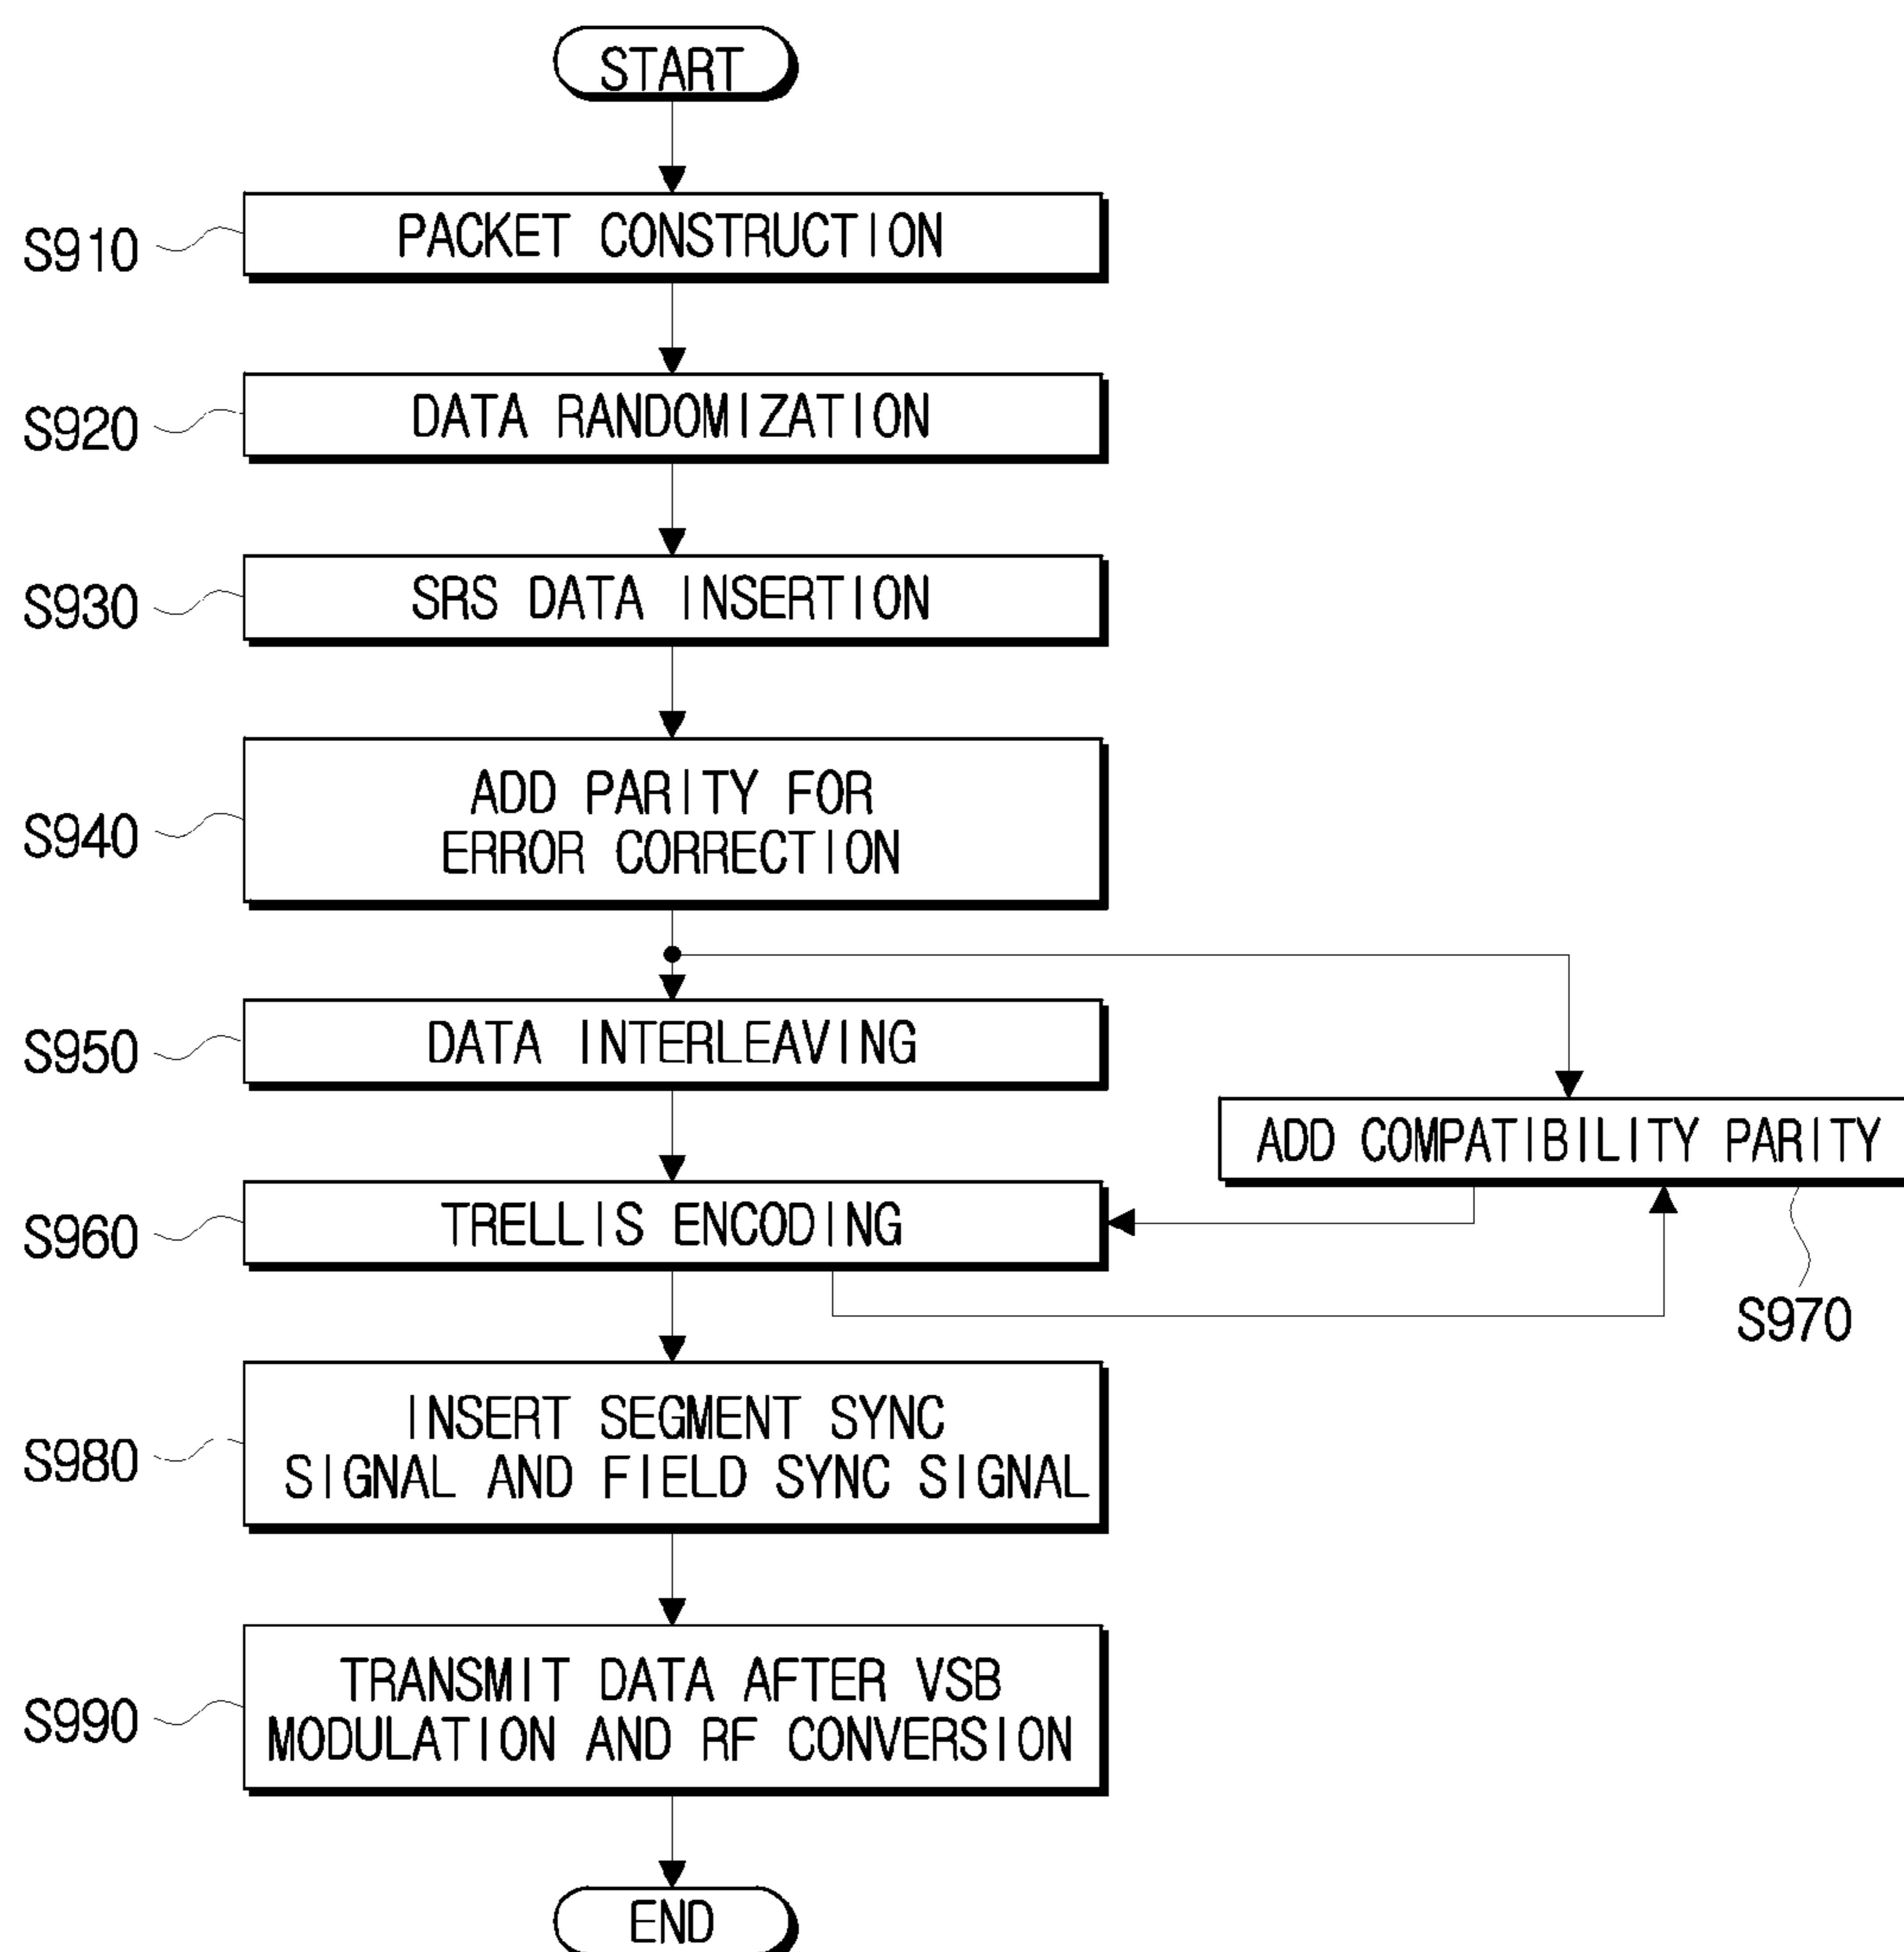 START
S910
PACKET CONSTRUCTION
S920
DATA RANDOMIZATION
S930
SRS DATA INSERTION
S940
ADD PARITY FOR
ERROR CORRECTION
S950
DATA INTERLEAVING
ADD COMPATIBILITY PARITY
S960
TRELLIS ENCODING
S970
S980
INSERT SEGMENT SYNC
SIGNAL AND FIELD SYNC SIGNAL
S990
TRANSMIT DATA AFTER VSB
MODULATION AND RF CONVERSION
END